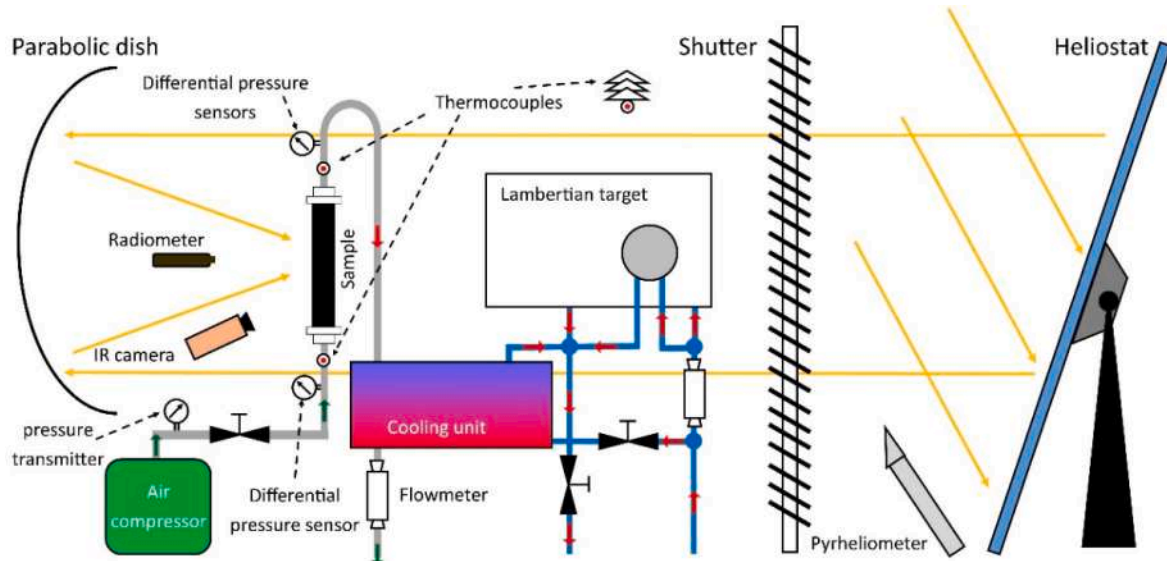 Parabolic dish
Shutter
Heliostat
Differential pressure
sensors
Thermocouples
Lambertian target
Radiometer
Sample
IR camera
Cooling unit
pressure
transmitter
Air
compressor
Differential
pressure sensor
Flowmeter
Pyrheliometer